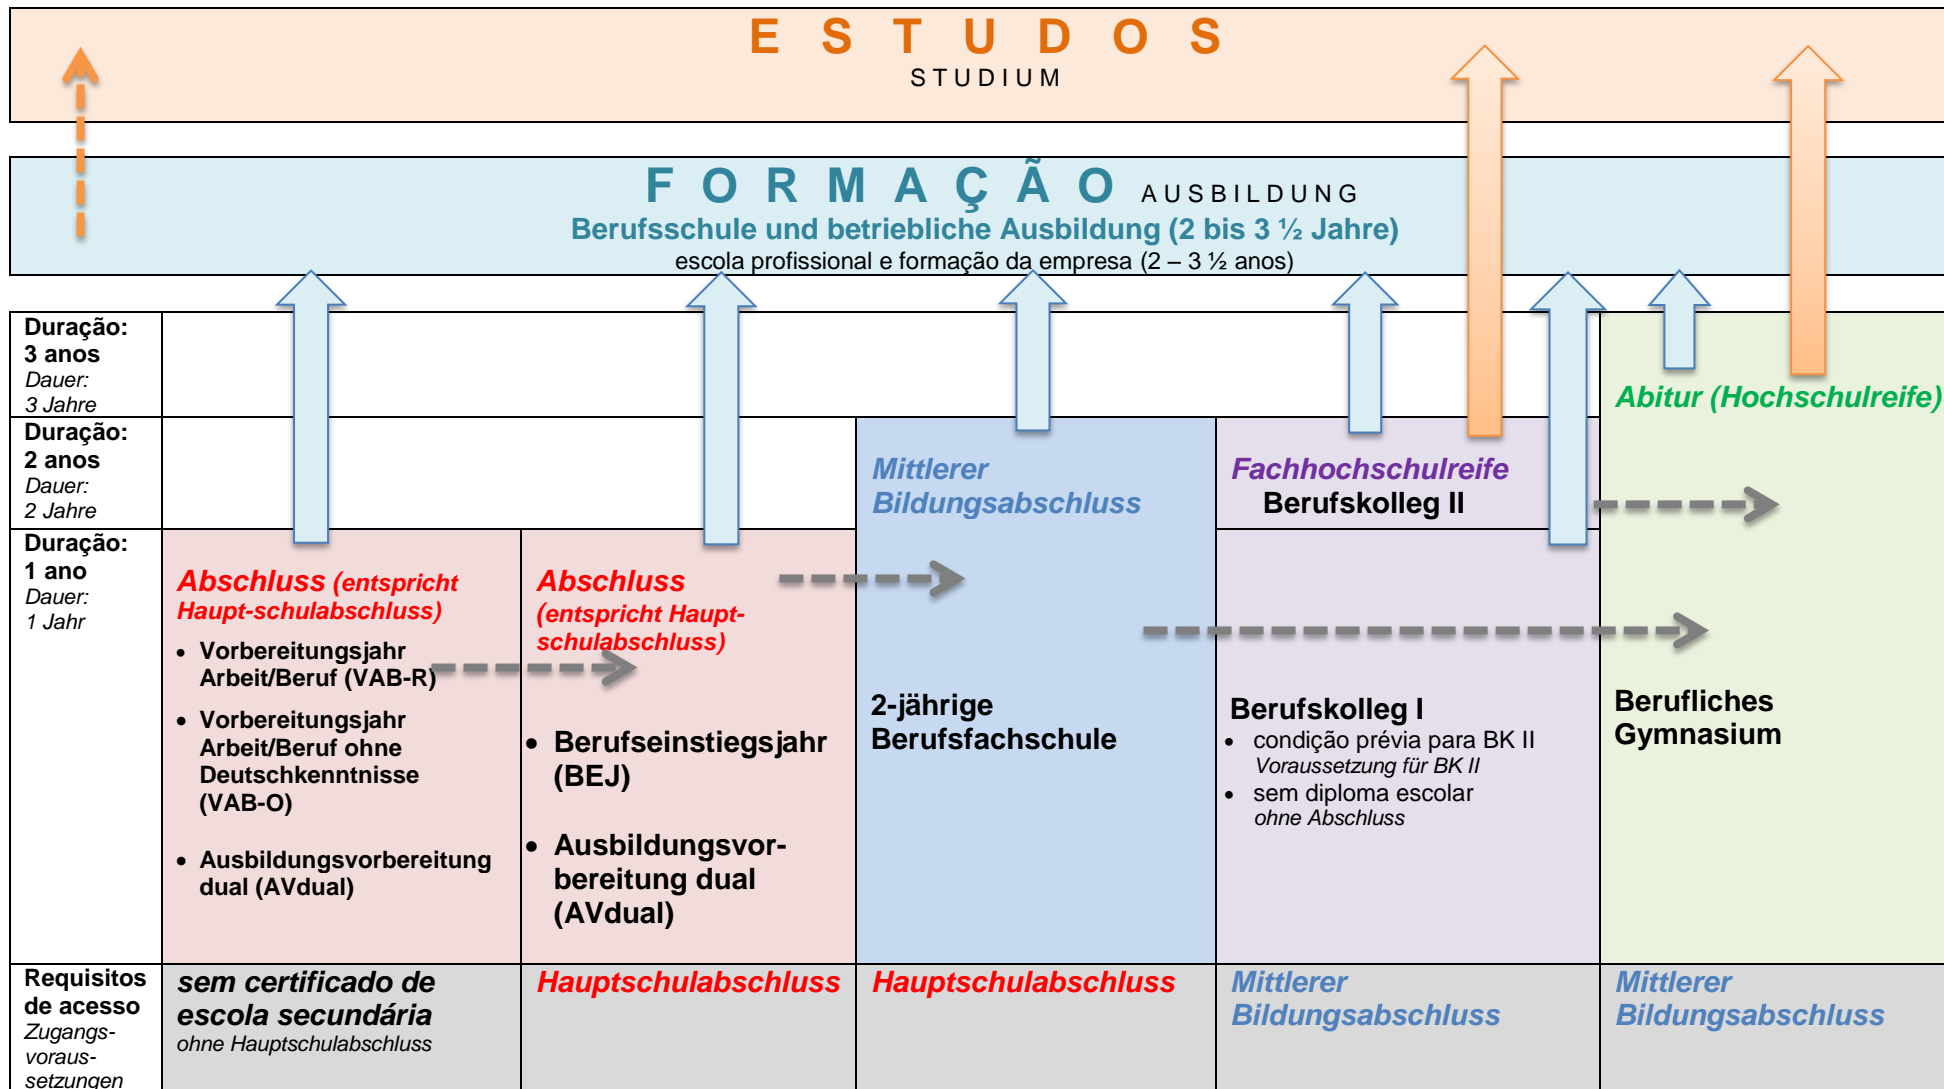 E S T U D O S
S T U D I U M
F O R M A Ç Ã O A U S B I L D U N G
Berufsschule und betriebliche Ausbildung (2 bis 3 ½ Jahre)
escola profissional e formação da empresa (2 – 3 ½ anos)
Duração:
3 anos
Dauer:
3 Jahre
Abitur (Hochschulreife)
Duração:
2 anos
Dauer:
2 Jahre
Mittlerer
Bildungsabschluss
Fachhochschulreife
Berufskolleg II
Duração:
1 ano
Dauer:
1 Jahr
Abschluss (entspricht
Haupt-schulabschluss)
• Vorbereitungsjahr
Arbeit/Beruf (VAB-R)
• Vorbereitungsjahr
Arbeit/Beruf ohne
Deutschkenntnisse
(VAB-O)
• Ausbildungsvorbereitung
dual (AVdual)
Abschluss
(entspricht Haupt-
schulabschluss)
• Berufseinstiegsjahr
(BEJ)
• Ausbildungsvor-
bereitung dual
(AVdual)
2-jährige
Berufsfachschule
Berufskolleg I
• condição prévia para BK II
Voraussetzung für BK II
• sem diploma escolar
ohne Abschluss
Berufliches
Gymnasium
Requisitos
de acesso
Zugangs-
voraus-
setzungen
sem certificado de
escola secundária
ohne Hauptschulabschluss
Hauptschulabschluss
Hauptschulabschluss
Mittlerer
Bildungsabschluss
Mittlerer
Bildungsabschluss